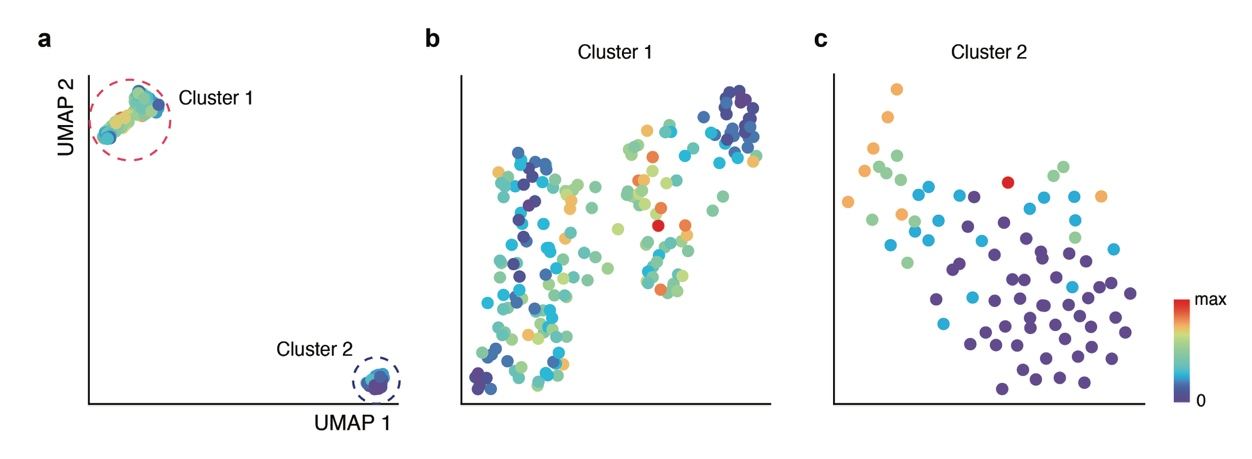 a
UMAP 2
Cluster 1
Cluster 2
UMAP 1
b
Cluster 1
c
Cluster 2
max
0